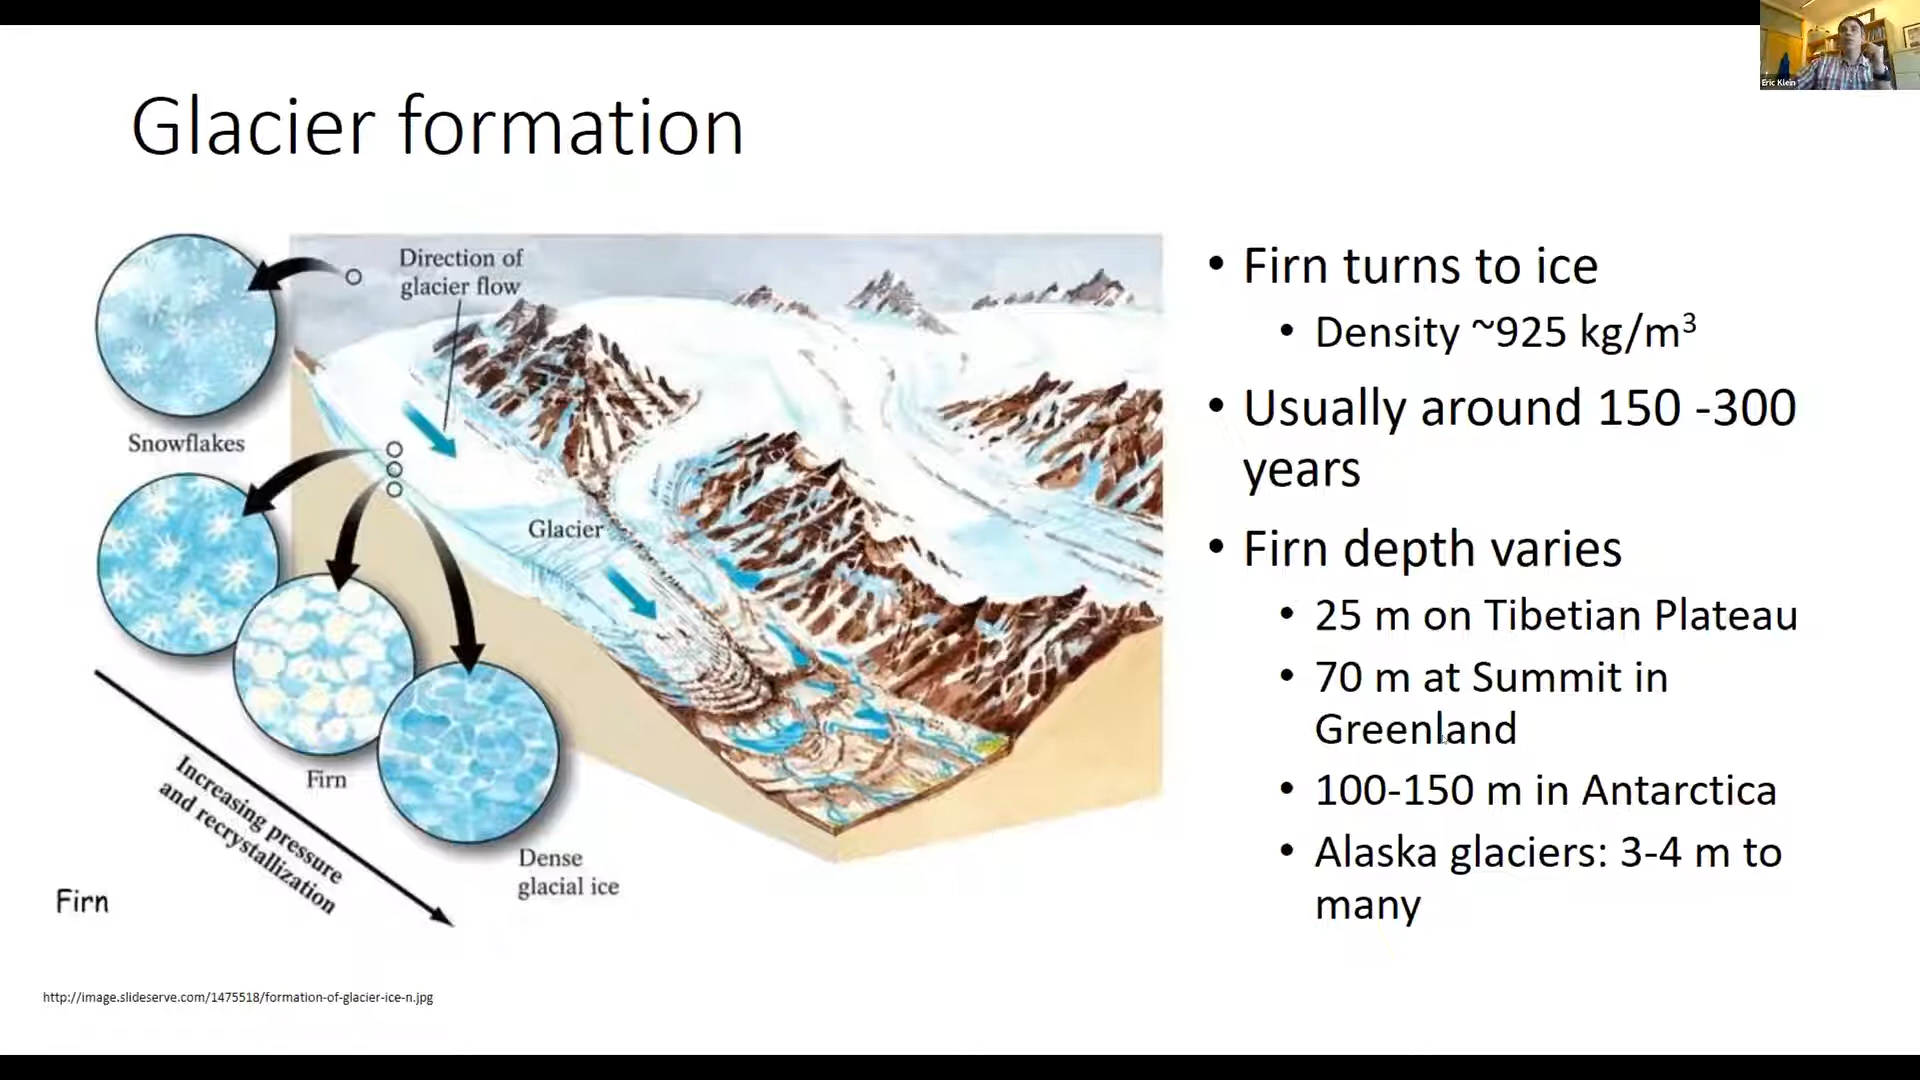 Eric Klein
Glacier formation
Direction of
glacier flow
Snowflakes
Glacier
Firn
Dense
glacial ice
Increasing pressure
and recrystallization
Firn
http://image.slideserve.com/1475518/formation-of-glacier-ice-n.jpg
• Firn turns to ice
• Density ~925 kg/m³
• Usually around 150 -300
years
• Firn depth varies
• 25 m on Tibetian Plateau
• 70 m at Summit in
Greenland
• 100-150 m in Antarctica
• Alaska glaciers: 3-4 m to
many